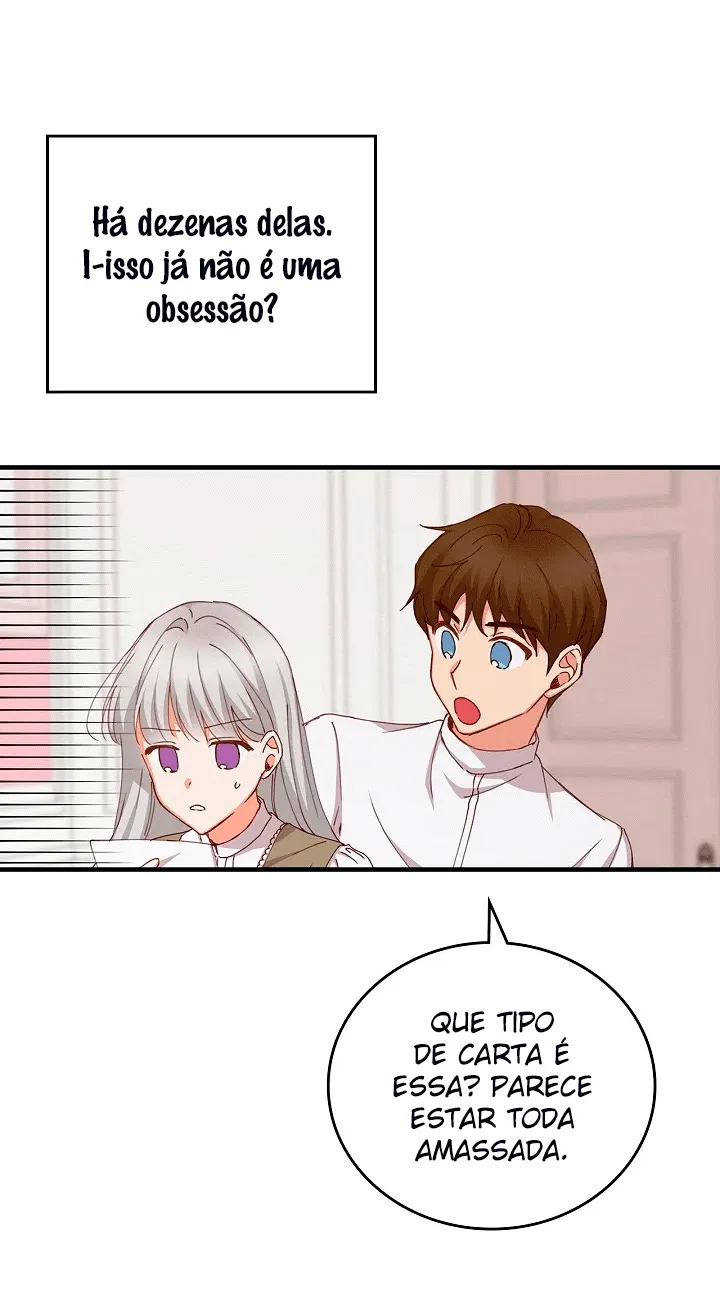 Há dezenas delas.
I-isso já não é uma
obsessão?
QUE TIPO
DE CARTA É
ESSA? PARECE
ESTAR TODA
AMASSADA.